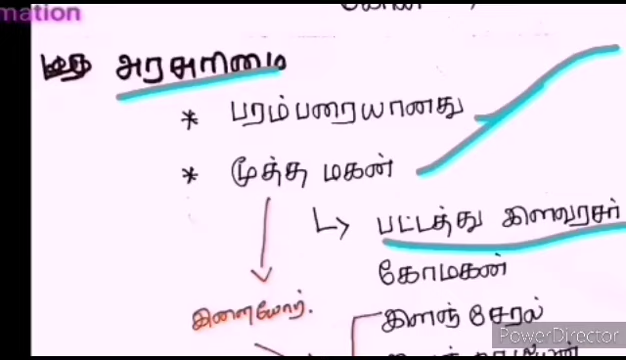 mation
அரசுரிமை
* பரம்பரையானது
* மூத்த மகன்
↳ பட்டத்து இளவரசர்
கோமகன்
இளையோர்.
இளஞ் சேரல்
PowerDirector